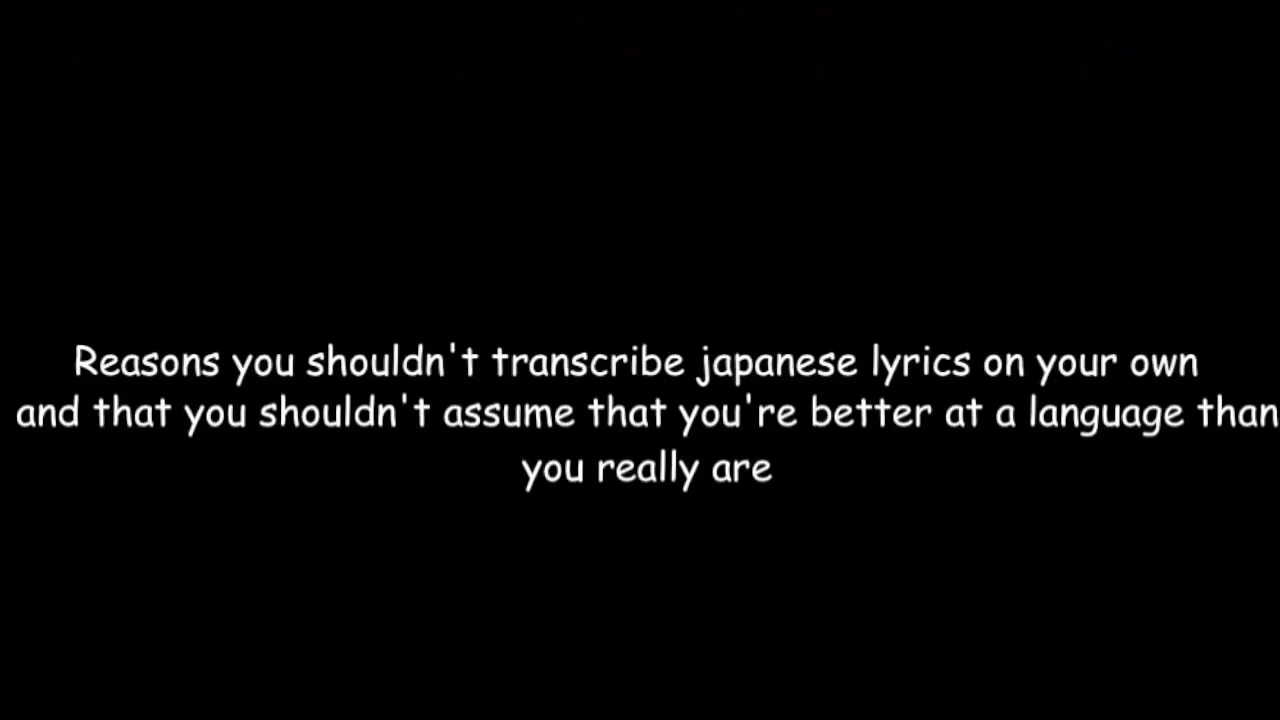 Reasons you shouldn't transcribe japanese lyrics on your own
and that you shouldn't assume that you're better at a language than
you really are